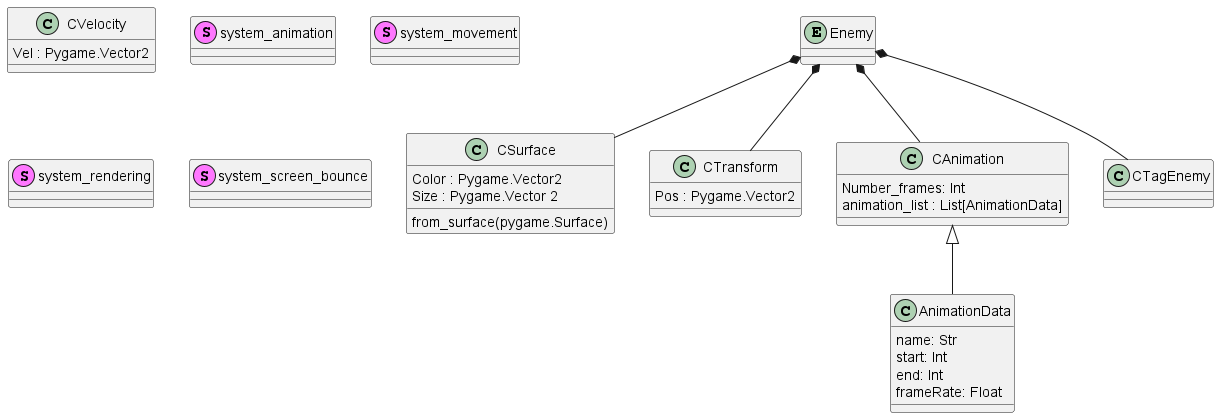 C CVelocity
Vel : Pygame.Vector2
S system_animation
S system_movement
E Enemy
S system_rendering
S system_screen_bounce
C CSurface
Color : Pygame.Vector2
Size : Pygame.Vector 2
from_surface(pygame.Surface)
C CTransform
Pos : Pygame.Vector2
C CAnimation
Number_frames: Int
animation_list : List[AnimationData]
C CTagEnemy
C AnimationData
name: Str
start: Int
end: Int
frameRate: Float